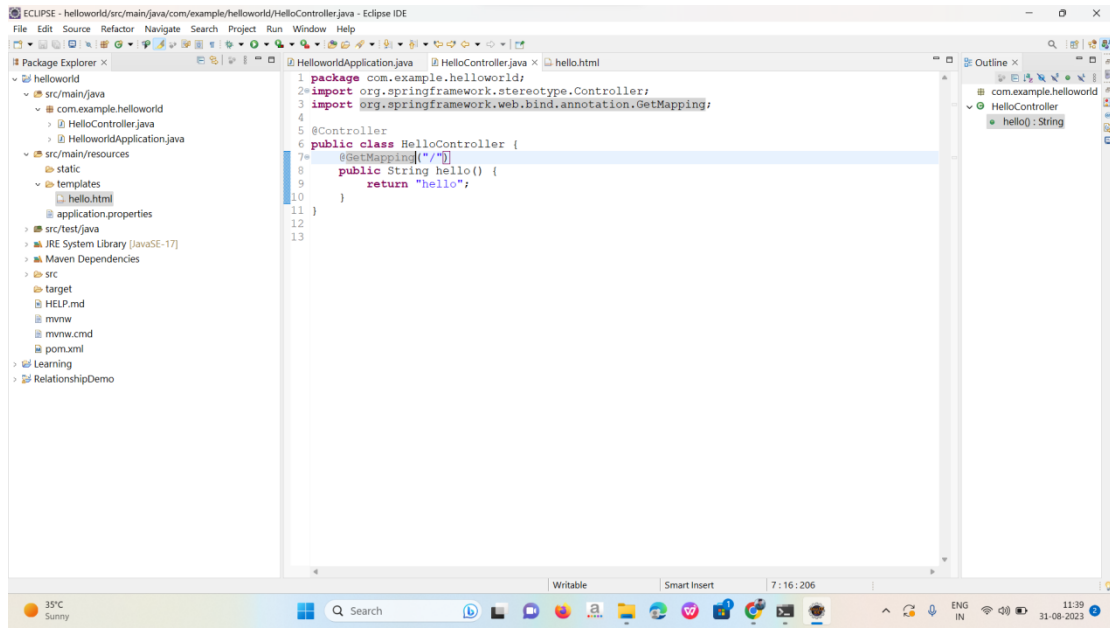 ECLIPSE - helloworld/src/main/java/com/example/helloworld/HelloController.java - Eclipse IDE
File Edit Source Refactor Navigate Search Project Run Window Help
Package Explorer ×
helloworld
src/main/java
com.example.helloworld
HelloController.java
HelloworldApplication.java
src/main/resources
static
templates
hello.html
application.properties
src/test/java
JRE System Library [JavaSE-17]
Maven Dependencies
src
target
HELP.md
mvnw
mvnw.cmd
pom.xml
Learning
RelationshipDemo
HelloworldApplication.java HelloController.java × hello.html
1 package com.example.helloworld;
2 import org.springframework.stereotype.Controller;
3 import org.springframework.web.bind.annotation.GetMapping;
4
5 @Controller
6 public class HelloController {
7 @GetMapping("/")
8 public String hello() {
9 return "hello";
10 }
11 }
12
13
Outline ×
com.example.helloworld
HelloController
hello() : String
Writable Smart Insert 7 : 16 : 206
35°C
Sunny
Search
ENG
IN
11:39
31-08-2023
2